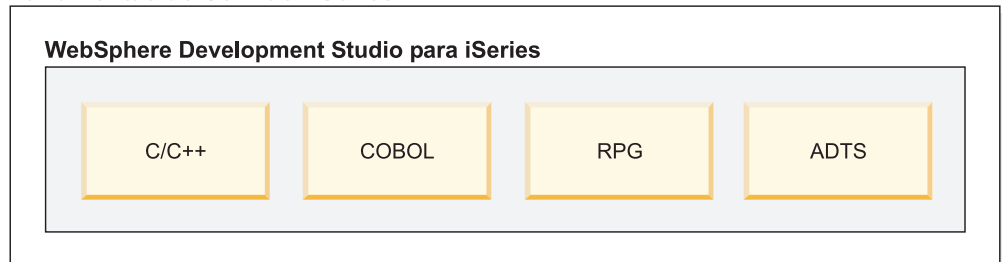 WebSphere Development Studio para iSeries
C/C++
COBOL
RPG
ADTS